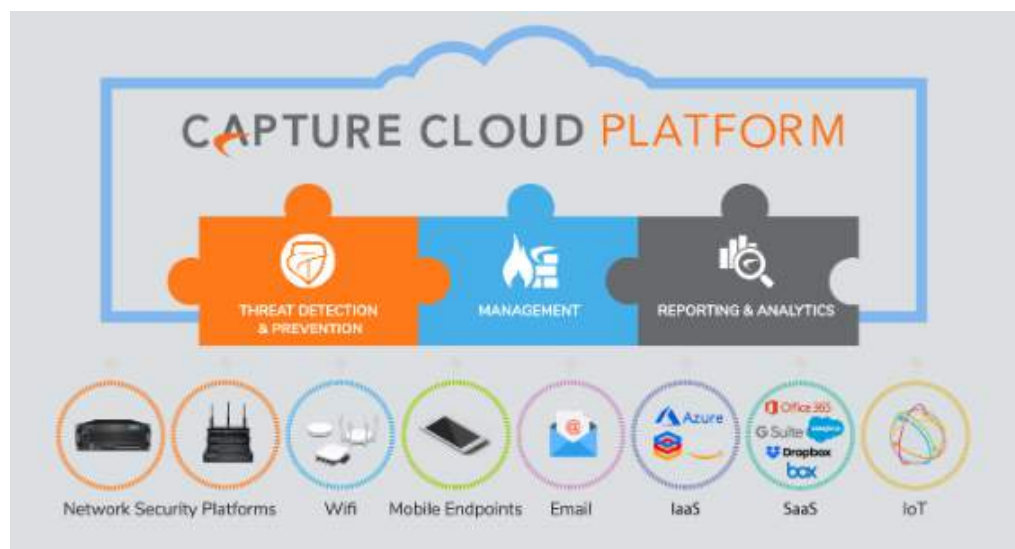 CAPTURE CLOUD PLATFORM
THREAT DETECTION
& PREVENTION
MANAGEMENT
REPORTING & ANALYTICS
@
Azure
Office 365
G Suite
salesforce
Dropbox
box
Network Security Platforms
Wifi
Mobile Endpoints
Email
IaaS
SaaS
IoT